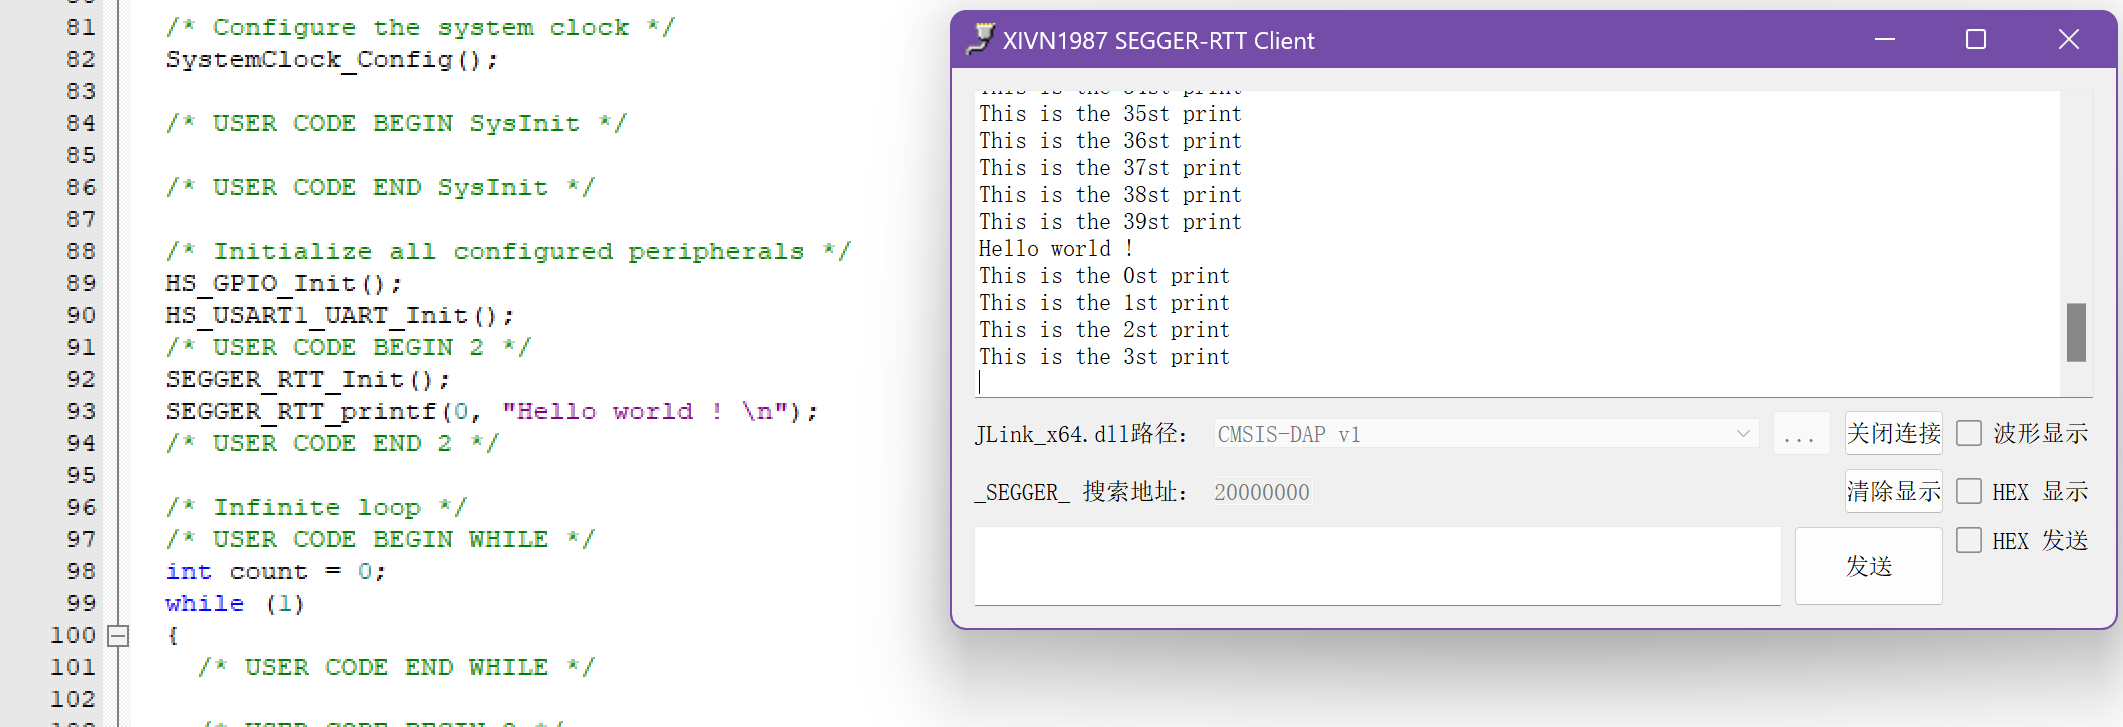 81 /* Configure the system clock */
82 SystemClock_Config();
83
84 /* USER CODE BEGIN SysInit */
85
86 /* USER CODE END SysInit */
87
88 /* Initialize all configured peripherals */
89 HS_GPIO_Init();
90 HS_USART1_UART_Init();
91 /* USER CODE BEGIN 2 */
92 SEGGER_RTT_Init();
93 SEGGER_RTT_printf(0, "Hello world ! \n");
94 /* USER CODE END 2 */
95
96 /* Infinite loop */
97 /* USER CODE BEGIN WHILE */
98 int count = 0;
99 while (1)
100 {
101 /* USER CODE END WHILE */
102
XIVN1987 SEGGER-RTT Client
This is the 35st print
This is the 36st print
This is the 37st print
This is the 38st print
This is the 39st print
Hello world !
This is the 0st print
This is the 1st print
This is the 2st print
This is the 3st print
JLink_x64.dll路径： CMSIS-DAP v1 ... 关闭连接 波形显示
_SEGGER_ 搜索地址： 20000000 清除显示 HEX 显示
发送 HEX 发送